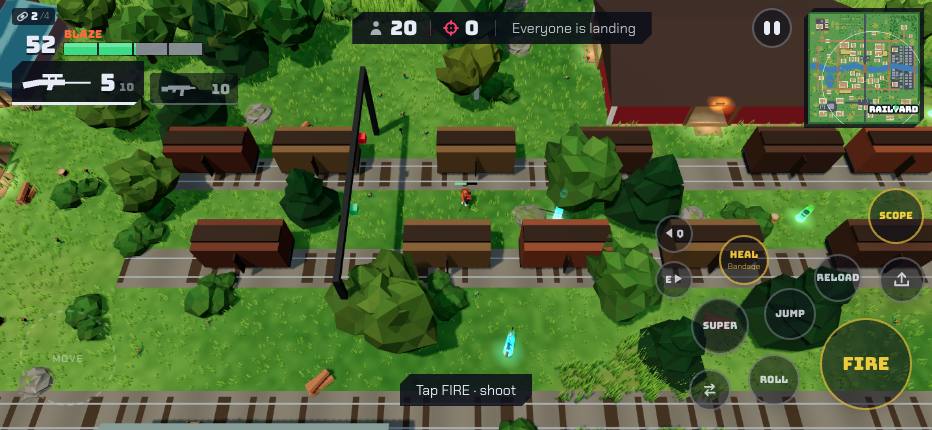 2/4
20
0
Everyone is landing
52
BLAZE
5 10
10
RAILYARD
SCOPE
Q
HEAL
Bandage
E
RELOAD
JUMP
SUPER
MOVE
FIRE
ROLL
Tap FIRE · shoot